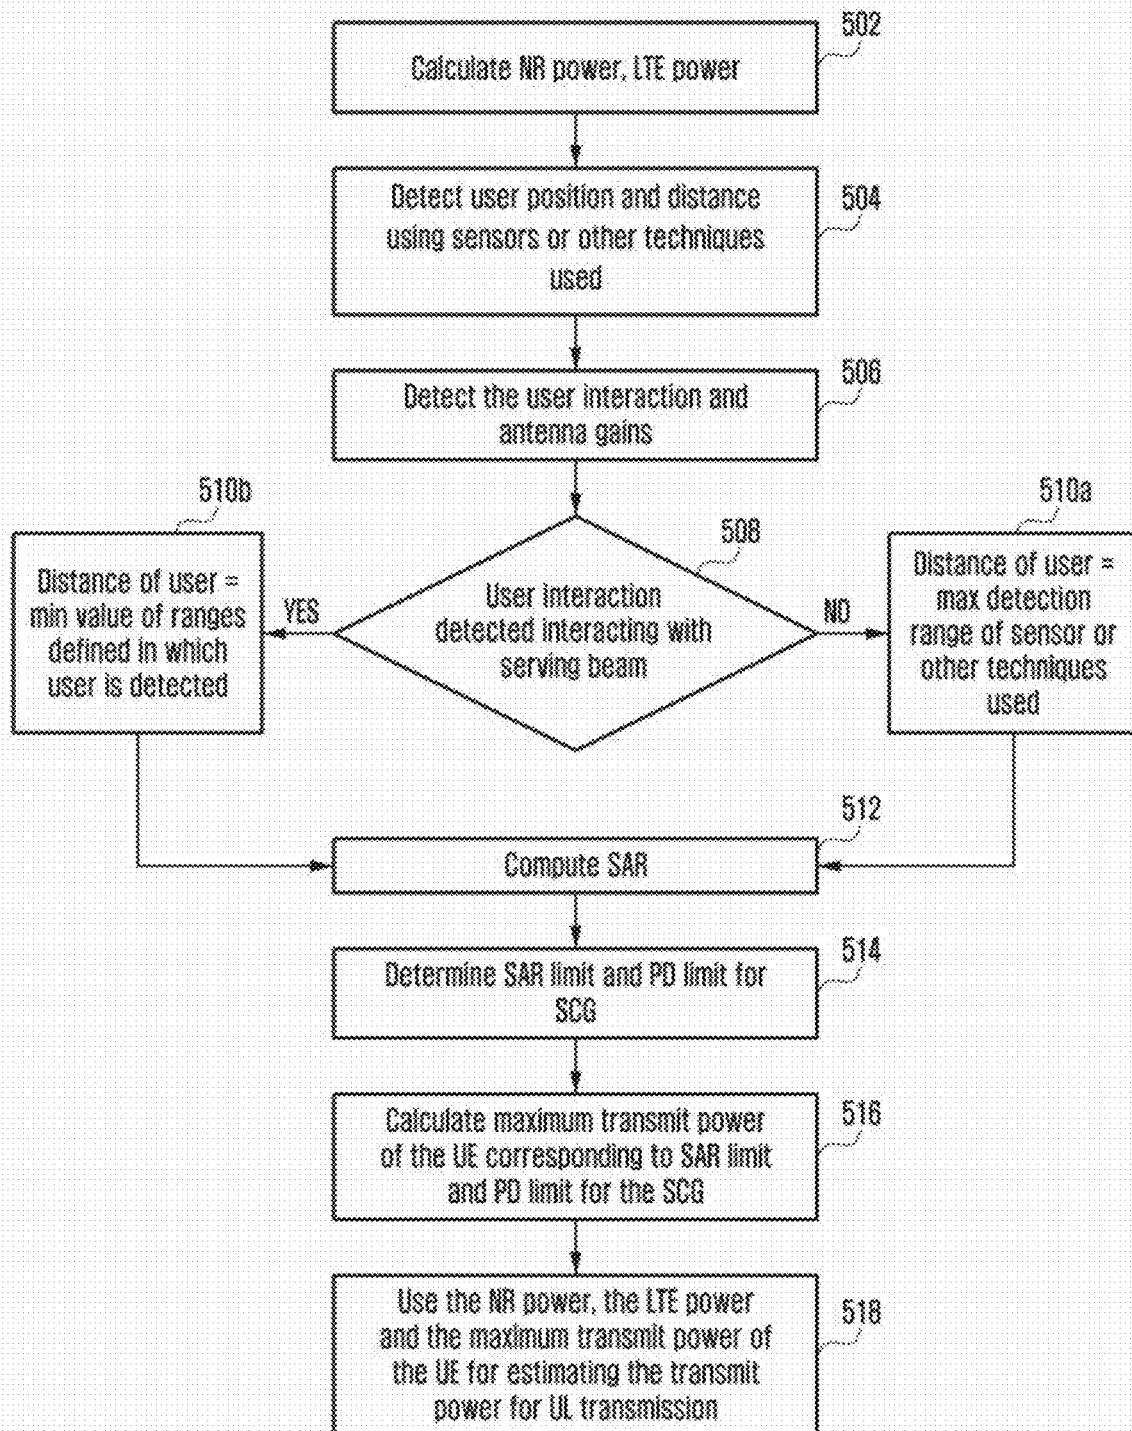 502
Calculate NR power, LTE power
Detect user position and distance
504
using sensors or other techniques
used
506
Detect the user interaction and
antenna gains
510b
510a
508
Distance of user =
min value of ranges
defined in which
user is detected
YES
User interaction
detected interacting with
serving beam
NO
Distance of user =
max detection
range of sensor or
other techniques
used
512
Compute SAR
514
Determine SAR limit and PD limit for
SCG
516
Calculate maximum transmit power
of the UE corresponding to SAR limit
and PD limit for the SCG
518
Use the NR power, the LTE power
and the maximum transmit power of
the UE for estimating the transmit
power for UL transmission